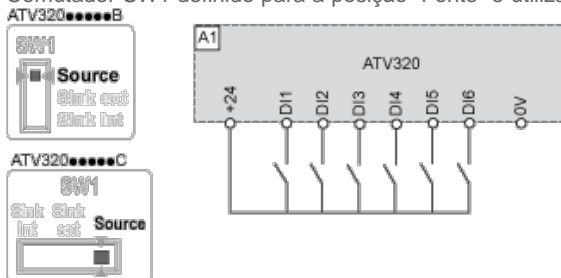 Comutador SW1 definido para a posição "Fonte" e utiliz
ATV320●●●●●B
SW1
Source
Sink ext
Sink Int
ATV320●●●●●C
SW1
Sink Int
Sink ext
Source
A1
ATV320
+24
DI1
DI2
DI3
DI4
DI5
DI6
0V